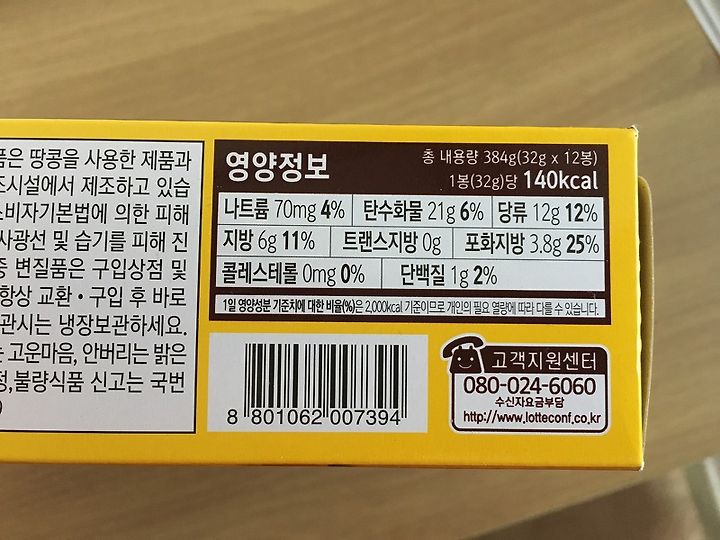 품은 땅콩을 사용한 제품과
조시설에서 제조하고 있습
비자기본법에 의한 피해
사광선 및 습기를 피해 진
변질품은 구입상점 및
항상 교환·구입 후 바로
관시는 냉장보관하세요.
는 고운마음, 안버리는 밝은
정,불량식품 신고는 국번
)
영양정보
총 내용량 384g(32g x 12봉)
1봉(32g)당 140kcal
나트륨 70mg 4% 탄수화물 21g 6% 당류 12g 12%
지방 6g 11% 트랜스지방 0g 포화지방 3.8g 25%
콜레스테롤 0mg 0% 단백질 1g 2%
1일 영양성분 기준치에 대한 비율(%)은 2,000kcal 기준이므로 개인의 필요 열량에 따라 다를 수 있습니다.
8 801062 007394
고객지원센터
080-024-6060
수신자요금부담
http://www.lotteconf.co.kr